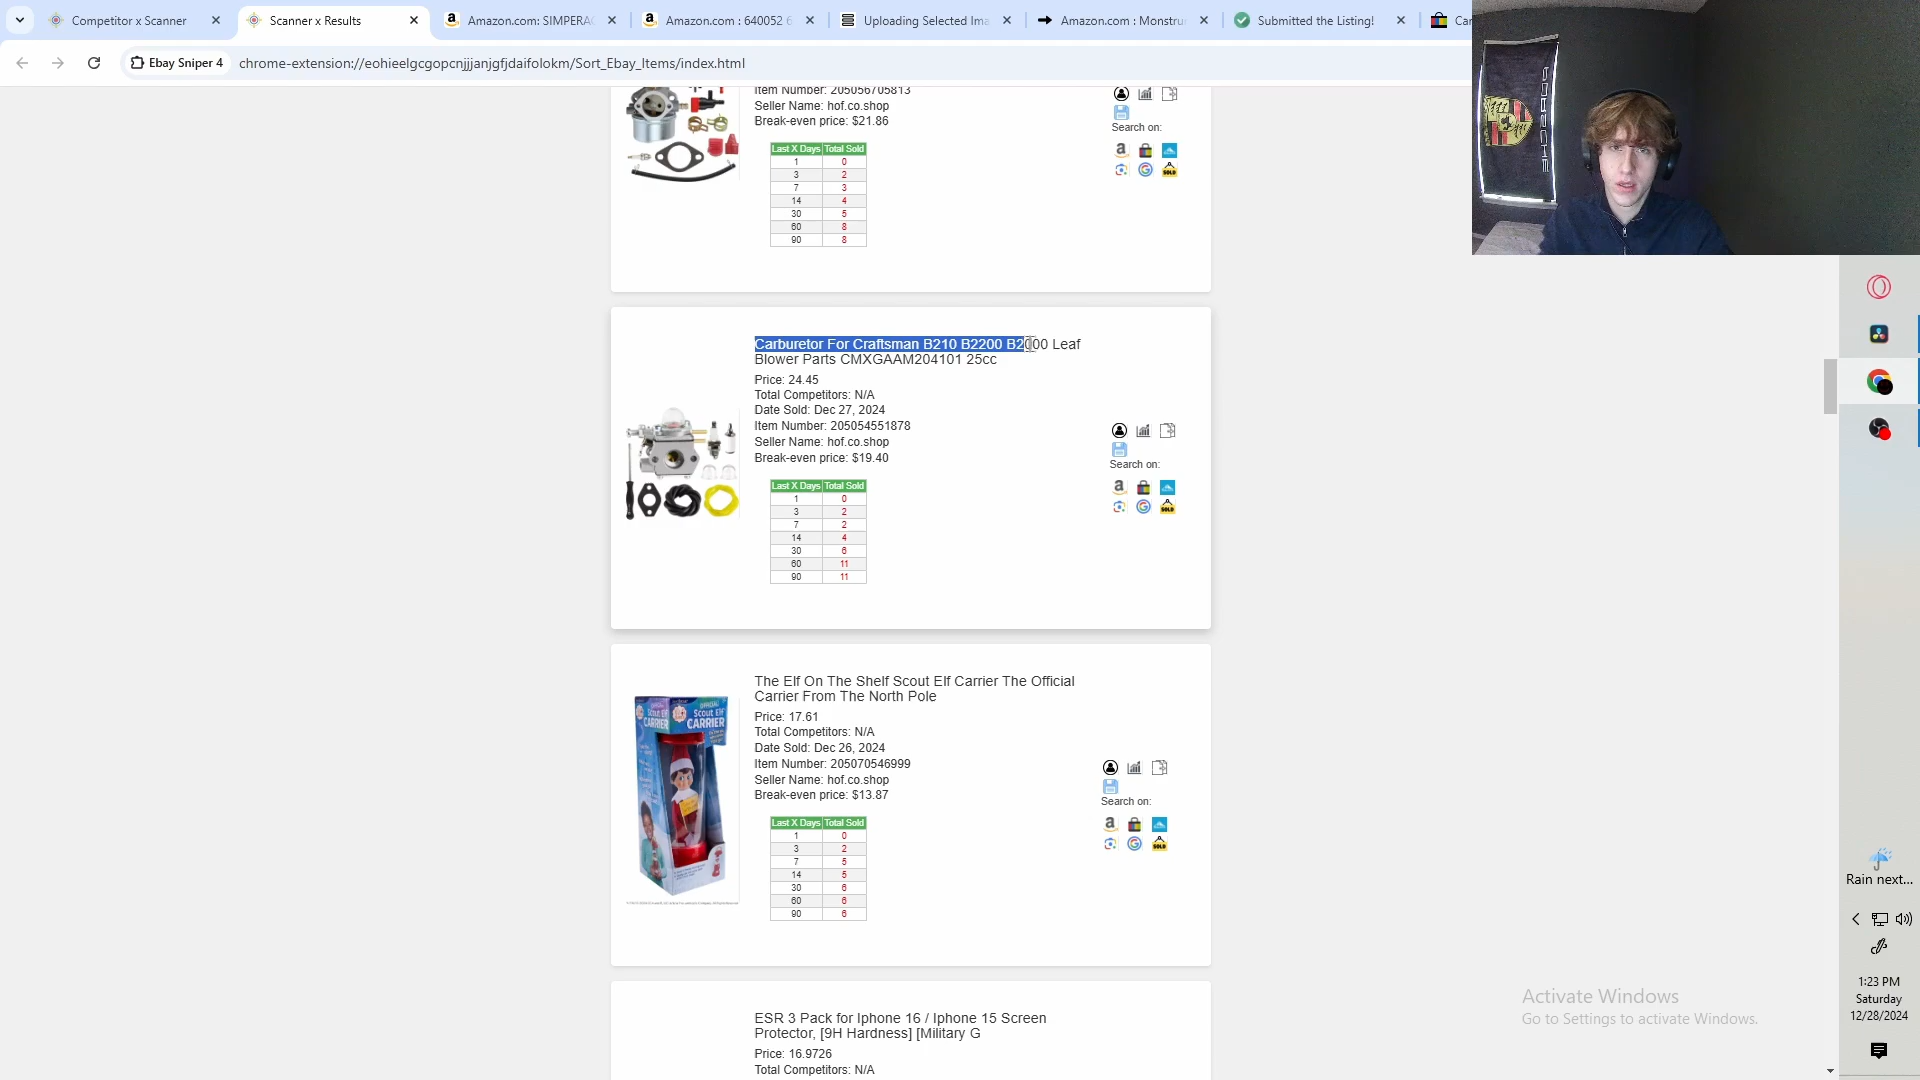 Competitor x Scanner
Scanner x Results
Amazon.com: SIMPERA
Amazon.com : 640052 6
Uploading Selected Ima
Amazon.com : Monstru
Submitted the Listing!
Car
Ebay Sniper 4
chrome-extension://eohieelgcgopcnjjjanjgfjdaifolokm/Sort_Ebay_Items/index.html
Item Number: 205056705813
Seller Name: hof.co.shop
Break-even price: $21.86
Search on:
Last X Days Total Sold
1 0
3 2
7 3
14 4
30 5
60 8
90 8
SOLD
Carburetor For Craftsman B210 B2200 B2000 Leaf
Blower Parts CMXGAAM204101 25cc
Price: 24.45
Total Competitors: N/A
Date Sold: Dec 27, 2024
Item Number: 205054551878
Seller Name: hof.co.shop
Break-even price: $19.40
Search on:
Last X Days Total Sold
1 0
3 2
7 2
14 4
30 6
60 11
90 11
SOLD
The Elf On The Shelf Scout Elf Carrier The Official
Carrier From The North Pole
Price: 17.61
Total Competitors: N/A
Date Sold: Dec 26, 2024
Item Number: 205070546999
Seller Name: hof.co.shop
Break-even price: $13.87
Search on:
Last X Days Total Sold
1 0
3 2
7 5
14 5
30 6
60 6
90 6
SOLD
Scout Elf
CARRIER
ESR 3 Pack for Iphone 16 / Iphone 15 Screen
Protector, [9H Hardness] [Military G
Price: 16.9726
Total Competitors: N/A
PORSCHE
Activate Windows
Go to Settings to activate Windows.
Rain next...
1:23 PM
Saturday
12/28/2024